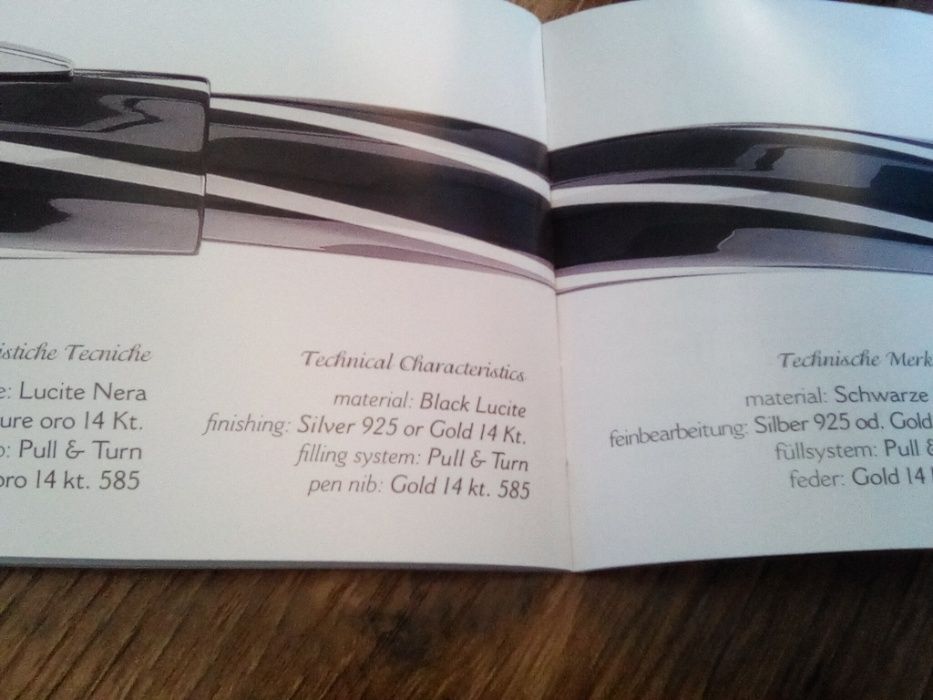 istiche Tecniche
e: Lucite Nera
ure oro 14 Kt.
o: Pull & Turn
oro 14 kt. 585
Technical Characteristics
material: Black Lucite
finishing: Silver 925 or Gold 14 Kt.
filling system: Pull & Turn
pen nib: Gold 14 kt. 585
Technische Merk
material: Schwarze
feinbearbeitung: Silber 925 od. Gold
füllsystem: Pull &
feder: Gold 14